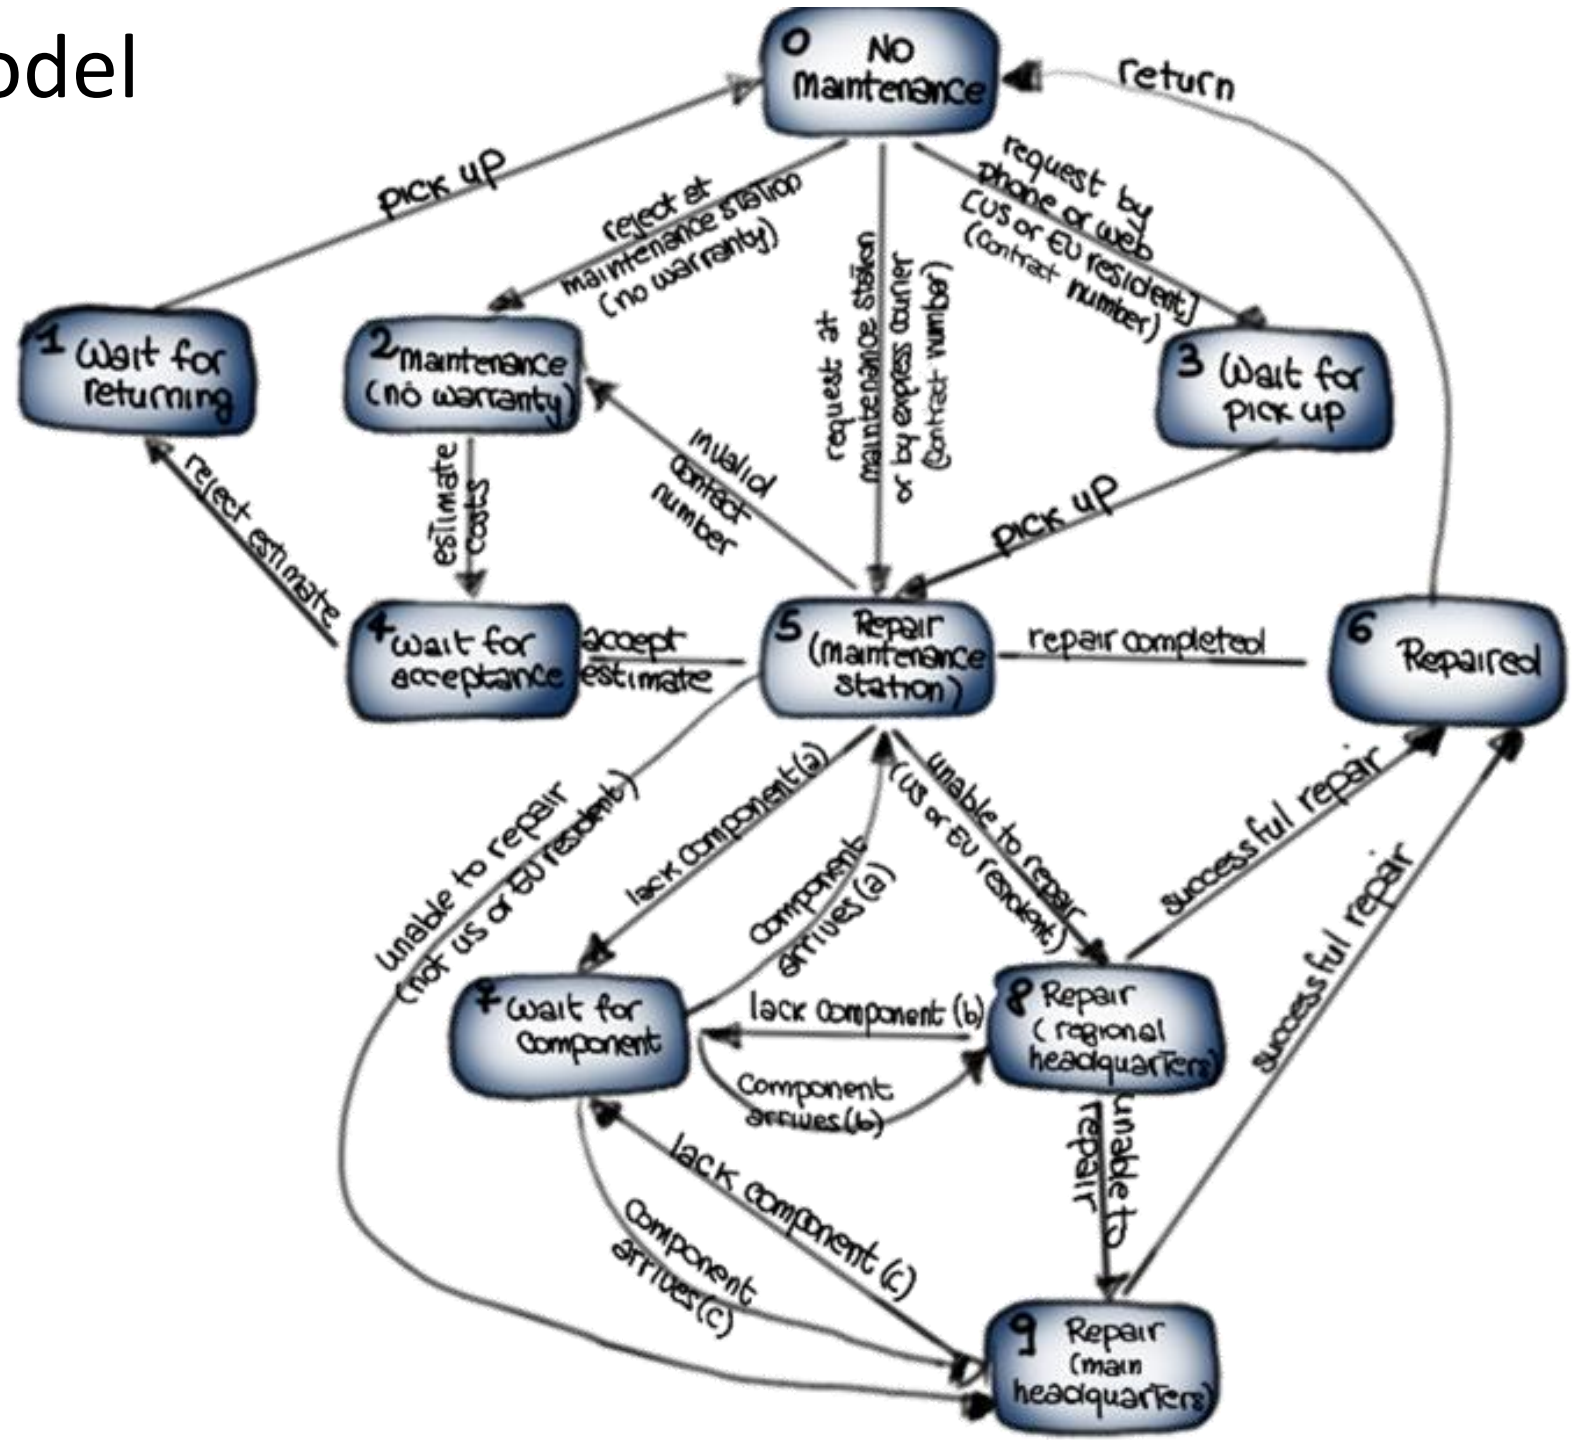 odel
0 NO
maintenance
return
pick up
reject at
maintenance station
(no warranty)
request at
maintenance station
or by express courier
(contract number)
request by
phone or web
[US or EU resident]
(contract number)
1 Wait for
returning
2 maintenance
(no warranty)
3 Wait for
pick up
reject estimate
estimate
costs
invalid
contact
number
pick up
4 wait for
acceptance
accept
estimate
5 Repair
(maintenance
station)
repair completed
6 Repaired
unable to repair
(not us or EU resident)
lack component(a)
component
arrives(a)
unable to repair
(us or EU resident)
successful repair
successful repair
7 wait for
component
lack component (b)
component
arrives(b)
8 Repair
(regional
headquarters)
unable to
repair
lack component (c)
component
arrives(c)
9 Repair
(main
headquarters)